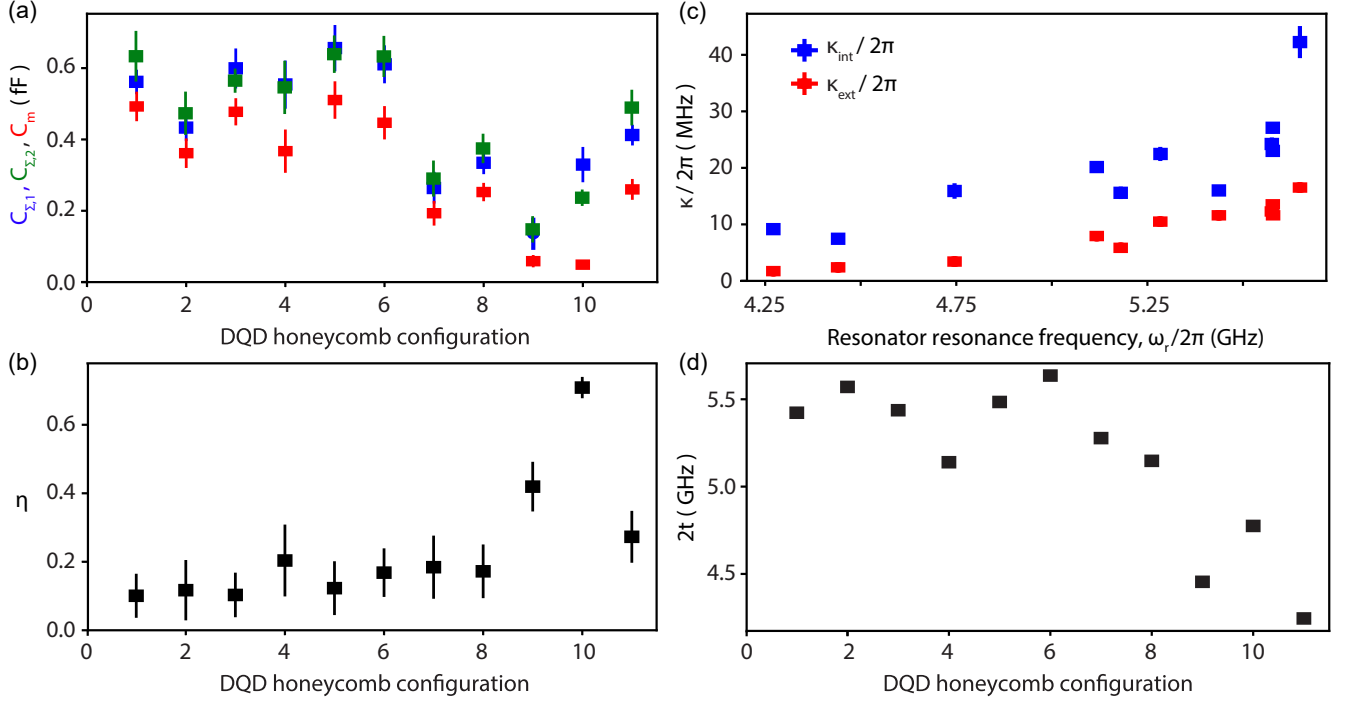 (a)
C_Σ,1 , C_Σ,2 , C_m ( fF )
0.6
0.4
0.2
0.0
0 2 4 6 8 10
DQD honeycomb configuration
(c)
κ / 2π ( MHz )
κ_int / 2π
κ_ext / 2π
40
30
20
10
0
4.25 4.75 5.25
Resonator resonance frequency, ω_r/2π (GHz)
(b)
η
0.6
0.4
0.2
0.0
0 2 4 6 8 10
DQD honeycomb configuration
(d)
2t ( GHz )
5.5
5.0
4.5
0 2 4 6 8 10
DQD honeycomb configuration